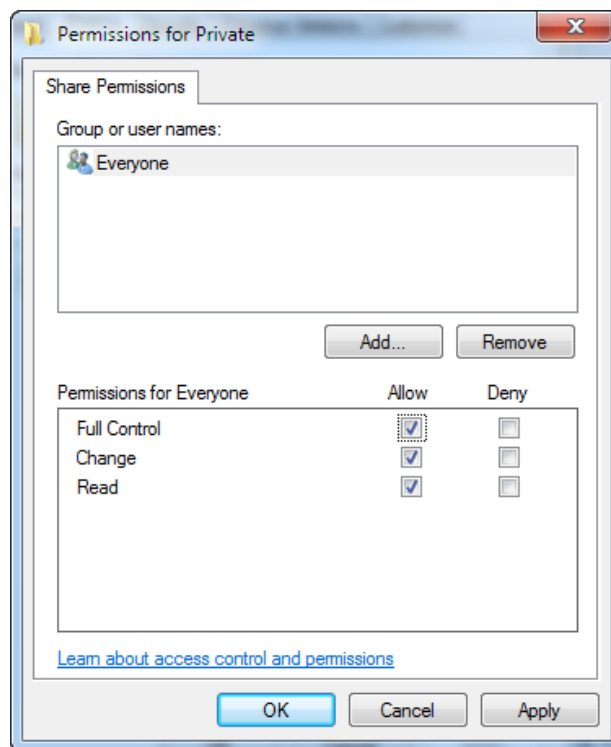 Permissions for Private
Share Permissions
Group or user names:
Everyone
Add... Remove
Permissions for Everyone Allow Deny
Full Control
Change
Read
Learn about access control and permissions
OK Cancel Apply